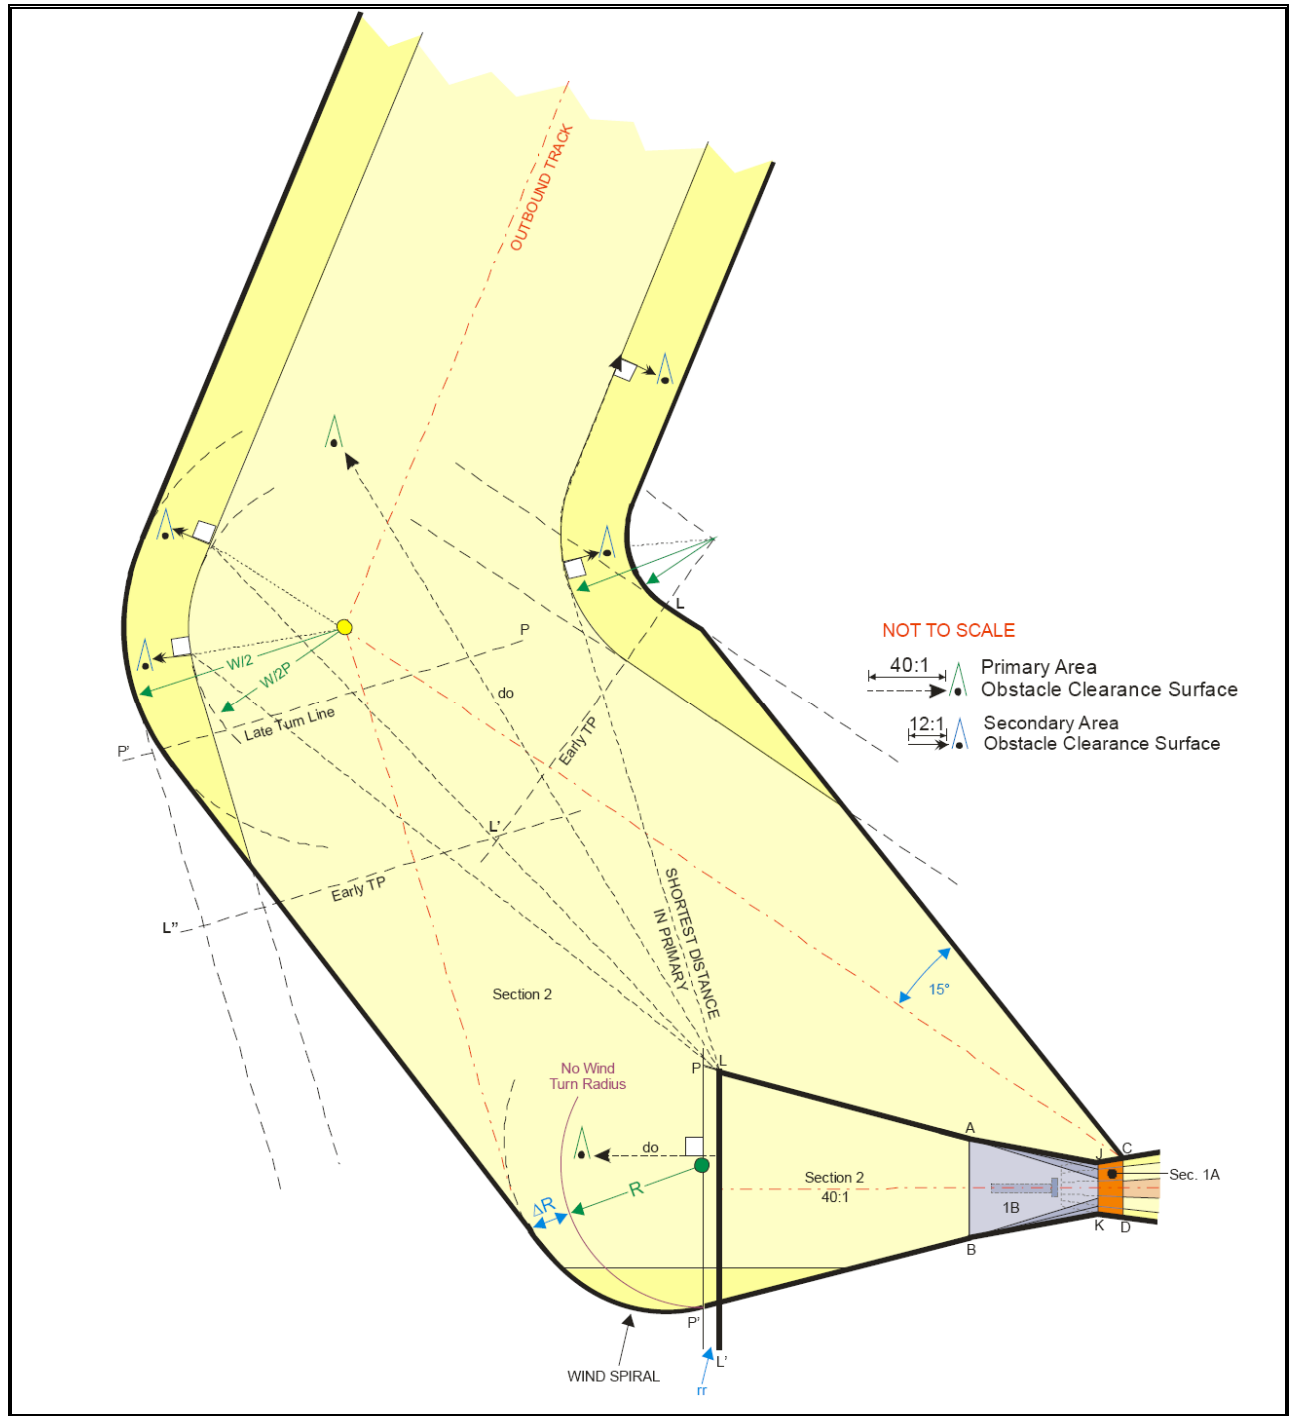 OUTBOUND TRACK
L
P
NOT TO SCALE
40:1
Primary Area
Obstacle Clearance Surface
12:1
Secondary Area
Obstacle Clearance Surface
W/2
W/2P
do
Late Turn Line
P'
Early TP
L'
Early TP
L"
SHORTEST DISTANCE
IN PRIMARY
15°
Section 2
No Wind
Turn Radius
P
L
A
J
C
do
Section 2
40:1
Sec. 1A
R
ΔR
1B
K
D
B
P'
L'
WIND SPIRAL
rr